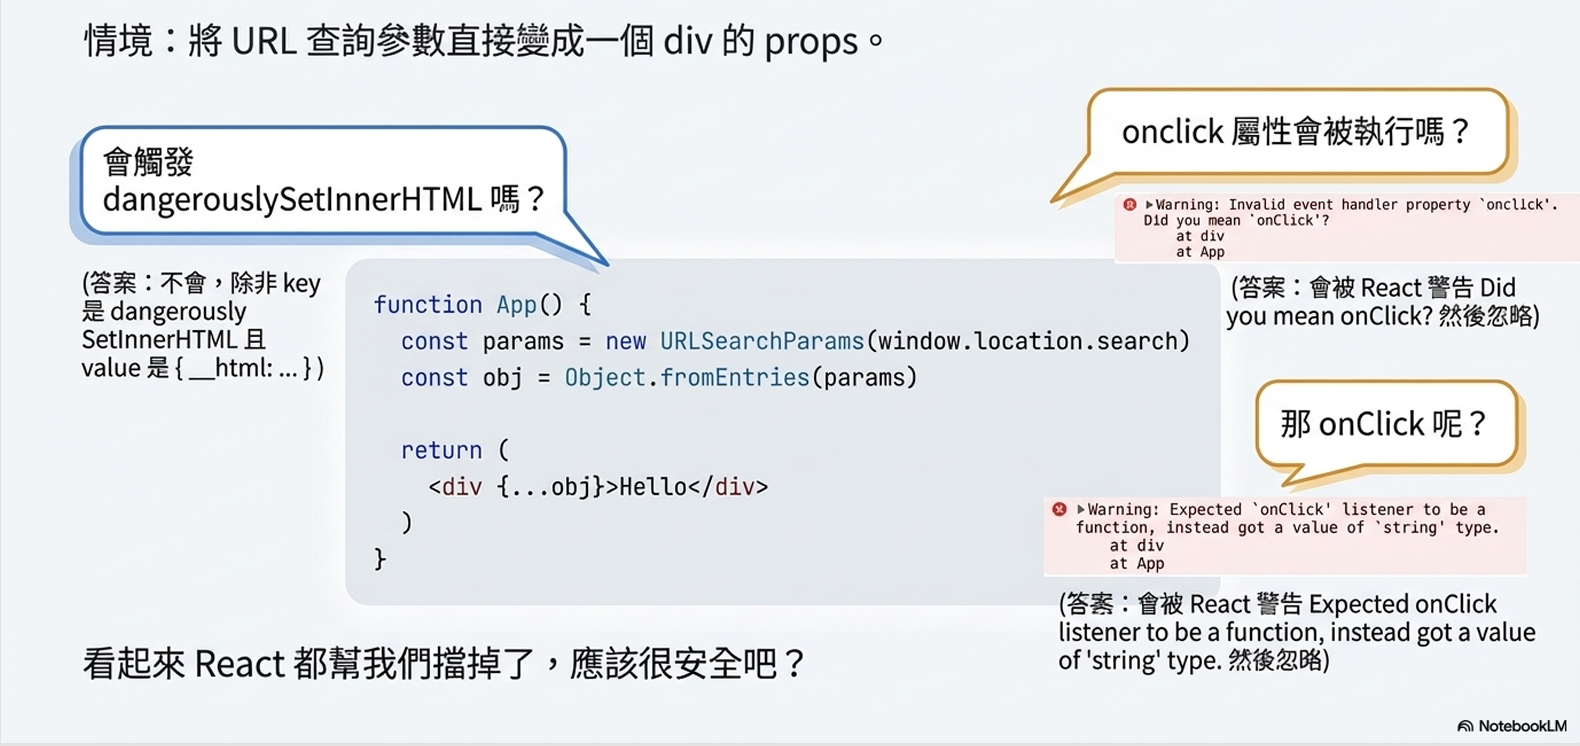 情境：將 URL 查詢參數直接變成一個 div 的 props。
會觸發
dangerouslySetInnerHTML 嗎？
(答案：不會，除非 key
是 dangerously
SetInnerHTML 且
value 是 { __html: ... } )
onclick 屬性會被執行嗎？
Warning: Invalid event handler property `onclick'.
Did you mean `onClick'?
at div
at App
(答案：會被 React 警告 Did
you mean onClick? 然後忽略)
function App() {
const params = new URLSearchParams(window.location.search)
const obj = Object.fromEntries(params)
return (
<div {...obj}>Hello</div>
)
}
那 onClick 呢？
Warning: Expected `onClick' listener to be a
function, instead got a value of `string' type.
at div
at App
(答案：會被 React 警告 Expected onClick
listener to be a function, instead got a value
of 'string' type. 然後忽略)
看起來 React 都幫我們擋掉了，應該很安全吧？
NotebookLM